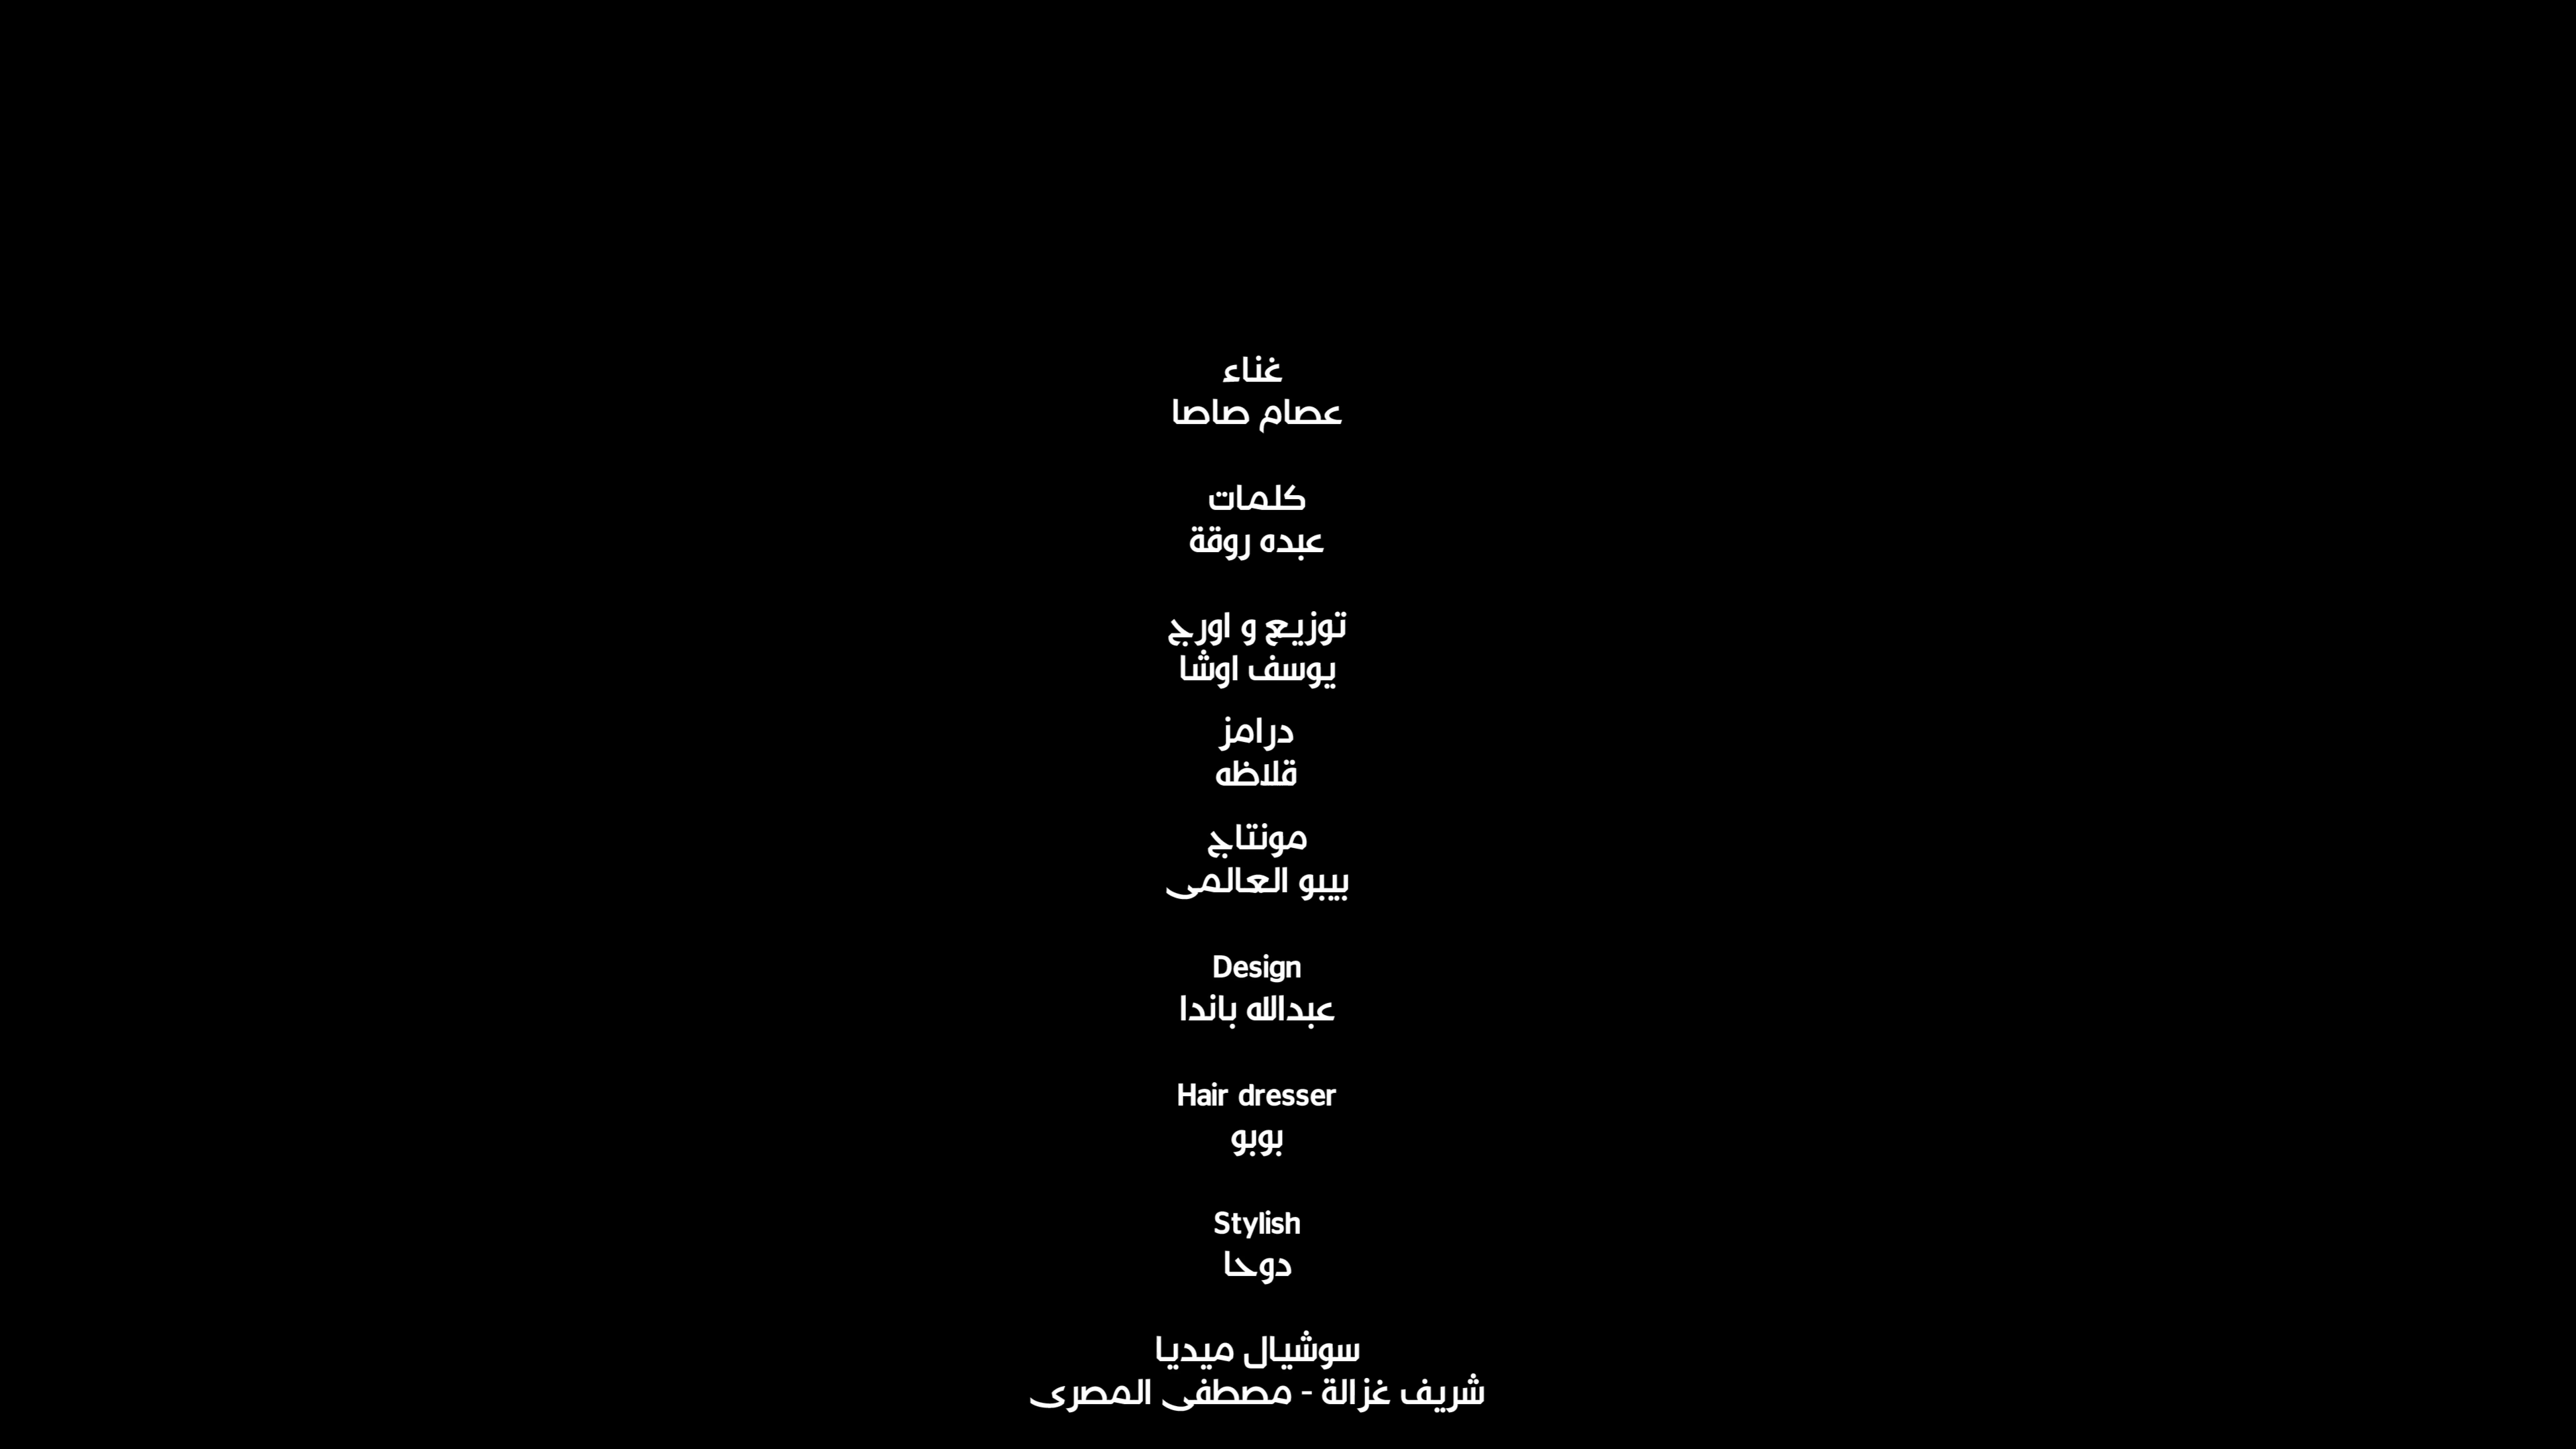 غناء
عصام صاصا
كلمات
عبده روقة
توزيع و اورج
يوسف اوشا
درامز
قلاظه
مونتاج
بيبو العالمى
Design
عبدالله باندا
Hair dresser
بوبو
Stylish
دوحا
سوشيال ميديا
شريف غزالة - مصطفى المصرى